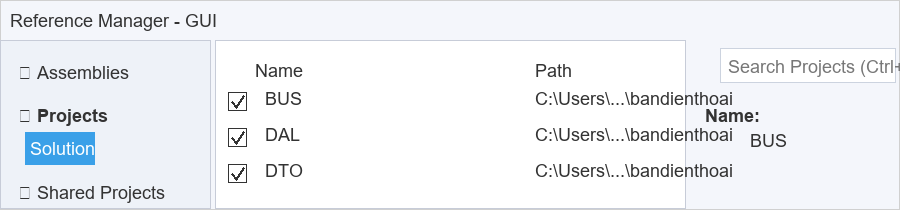 Reference Manager - GUI
Assemblies
Projects
Solution
Shared Projects
Name Path
BUS C:\Users\...\bandienthoai
DAL C:\Users\...\bandienthoai
DTO C:\Users\...\bandienthoai
Search Projects (Ctrl+
Name:
BUS